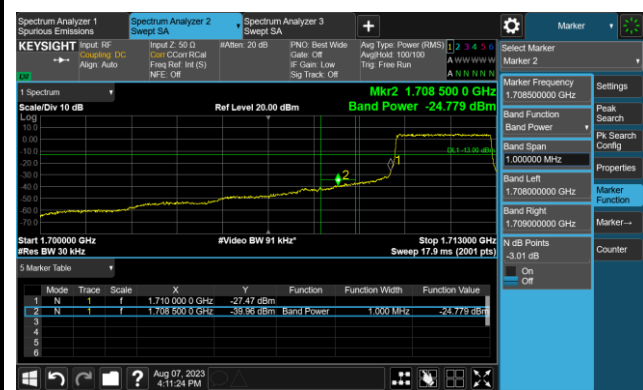 Spectrum Analyzer 1
Spurious Emissions
Spectrum Analyzer 2
Swept SA
Spectrum Analyzer 3
Swept SA
+
Marker
KEYSIGHT
Input: RF
Coupling: DC
Align: Auto
Input Z: 50 Ω
Corr CCorr RCal
Freq Ref: Int (S)
NFE: Off
#Atten: 20 dB
PNO: Best Wide
Gate: Off
IF Gain: Low
Sig Track: Off
Avg Type: Power (RMS)
Avg|Hold: 100/100
Trig: Free Run
1 2 3 4 5 6
A W W W W W
A N N N N N
Select Marker
Marker 2
1 Spectrum
Scale/Div 10 dB
Ref Level 20.00 dBm
Mkr2 1.708 500 0 GHz
Band Power -24.779 dBm
Log
10.0
0.00
-10.0
-20.0
-30.0
-40.0
-50.0
-60.0
-70.0
DL1 -13.00 dBm
2
Start 1.70000 GHz
#Res BW 30 kHz
#Video BW 91 kHz*
Stop 1.713000 GHz
Sweep 17.9 ms (2001 pts)
5 Marker Table
Mode Trace Scale X Y Function Function Width Function Value
1 N 1 f 1.710 000 0 GHz -27.47 dBm
2 N 1 f 1.708 500 0 GHz -39.96 dBm Band Power 1.000 MHz -24.779 dBm
3
4
5
6
Marker Frequency
1.708500000 GHz
Band Function
Band Power
Band Span
1.000000 MHz
Band Left
1.708000000 GHz
Band Right
1.709000000 GHz
N dB Points
-3.01 dB
On
Off
Settings
Peak
Search
Pk Search
Config
Properties
Marker
Function
Marker→
Counter
?
Aug 07, 2023
4:11:24 PM